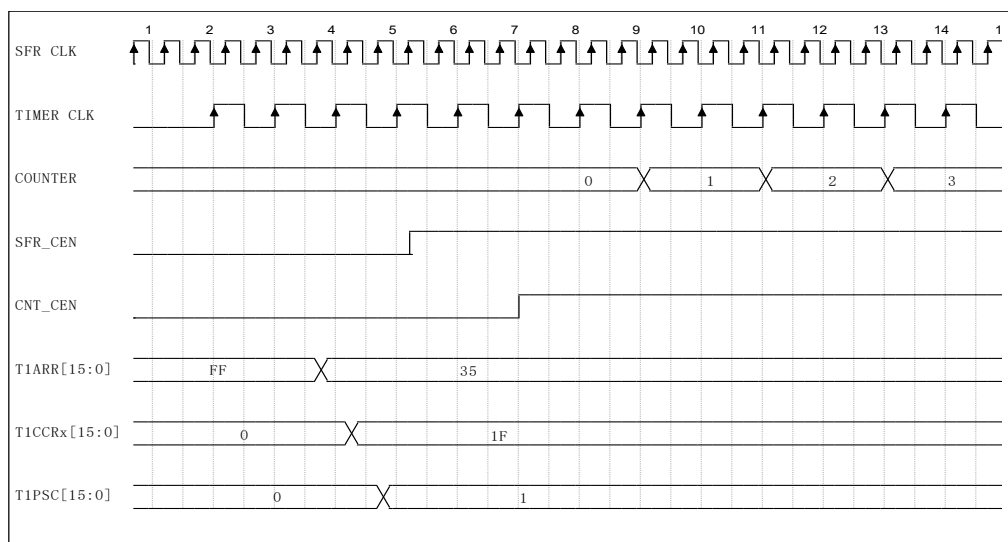 1 2 3 4 5 6 7 8 9 10 11 12 13 14 1
SFR CLK
TIMER CLK
COUNTER 0 1 2 3
SFR_CEN
CNT_CEN
T1ARR[15:0] FF 35
T1CCRx[15:0] 0 1F
T1PSC[15:0] 0 1